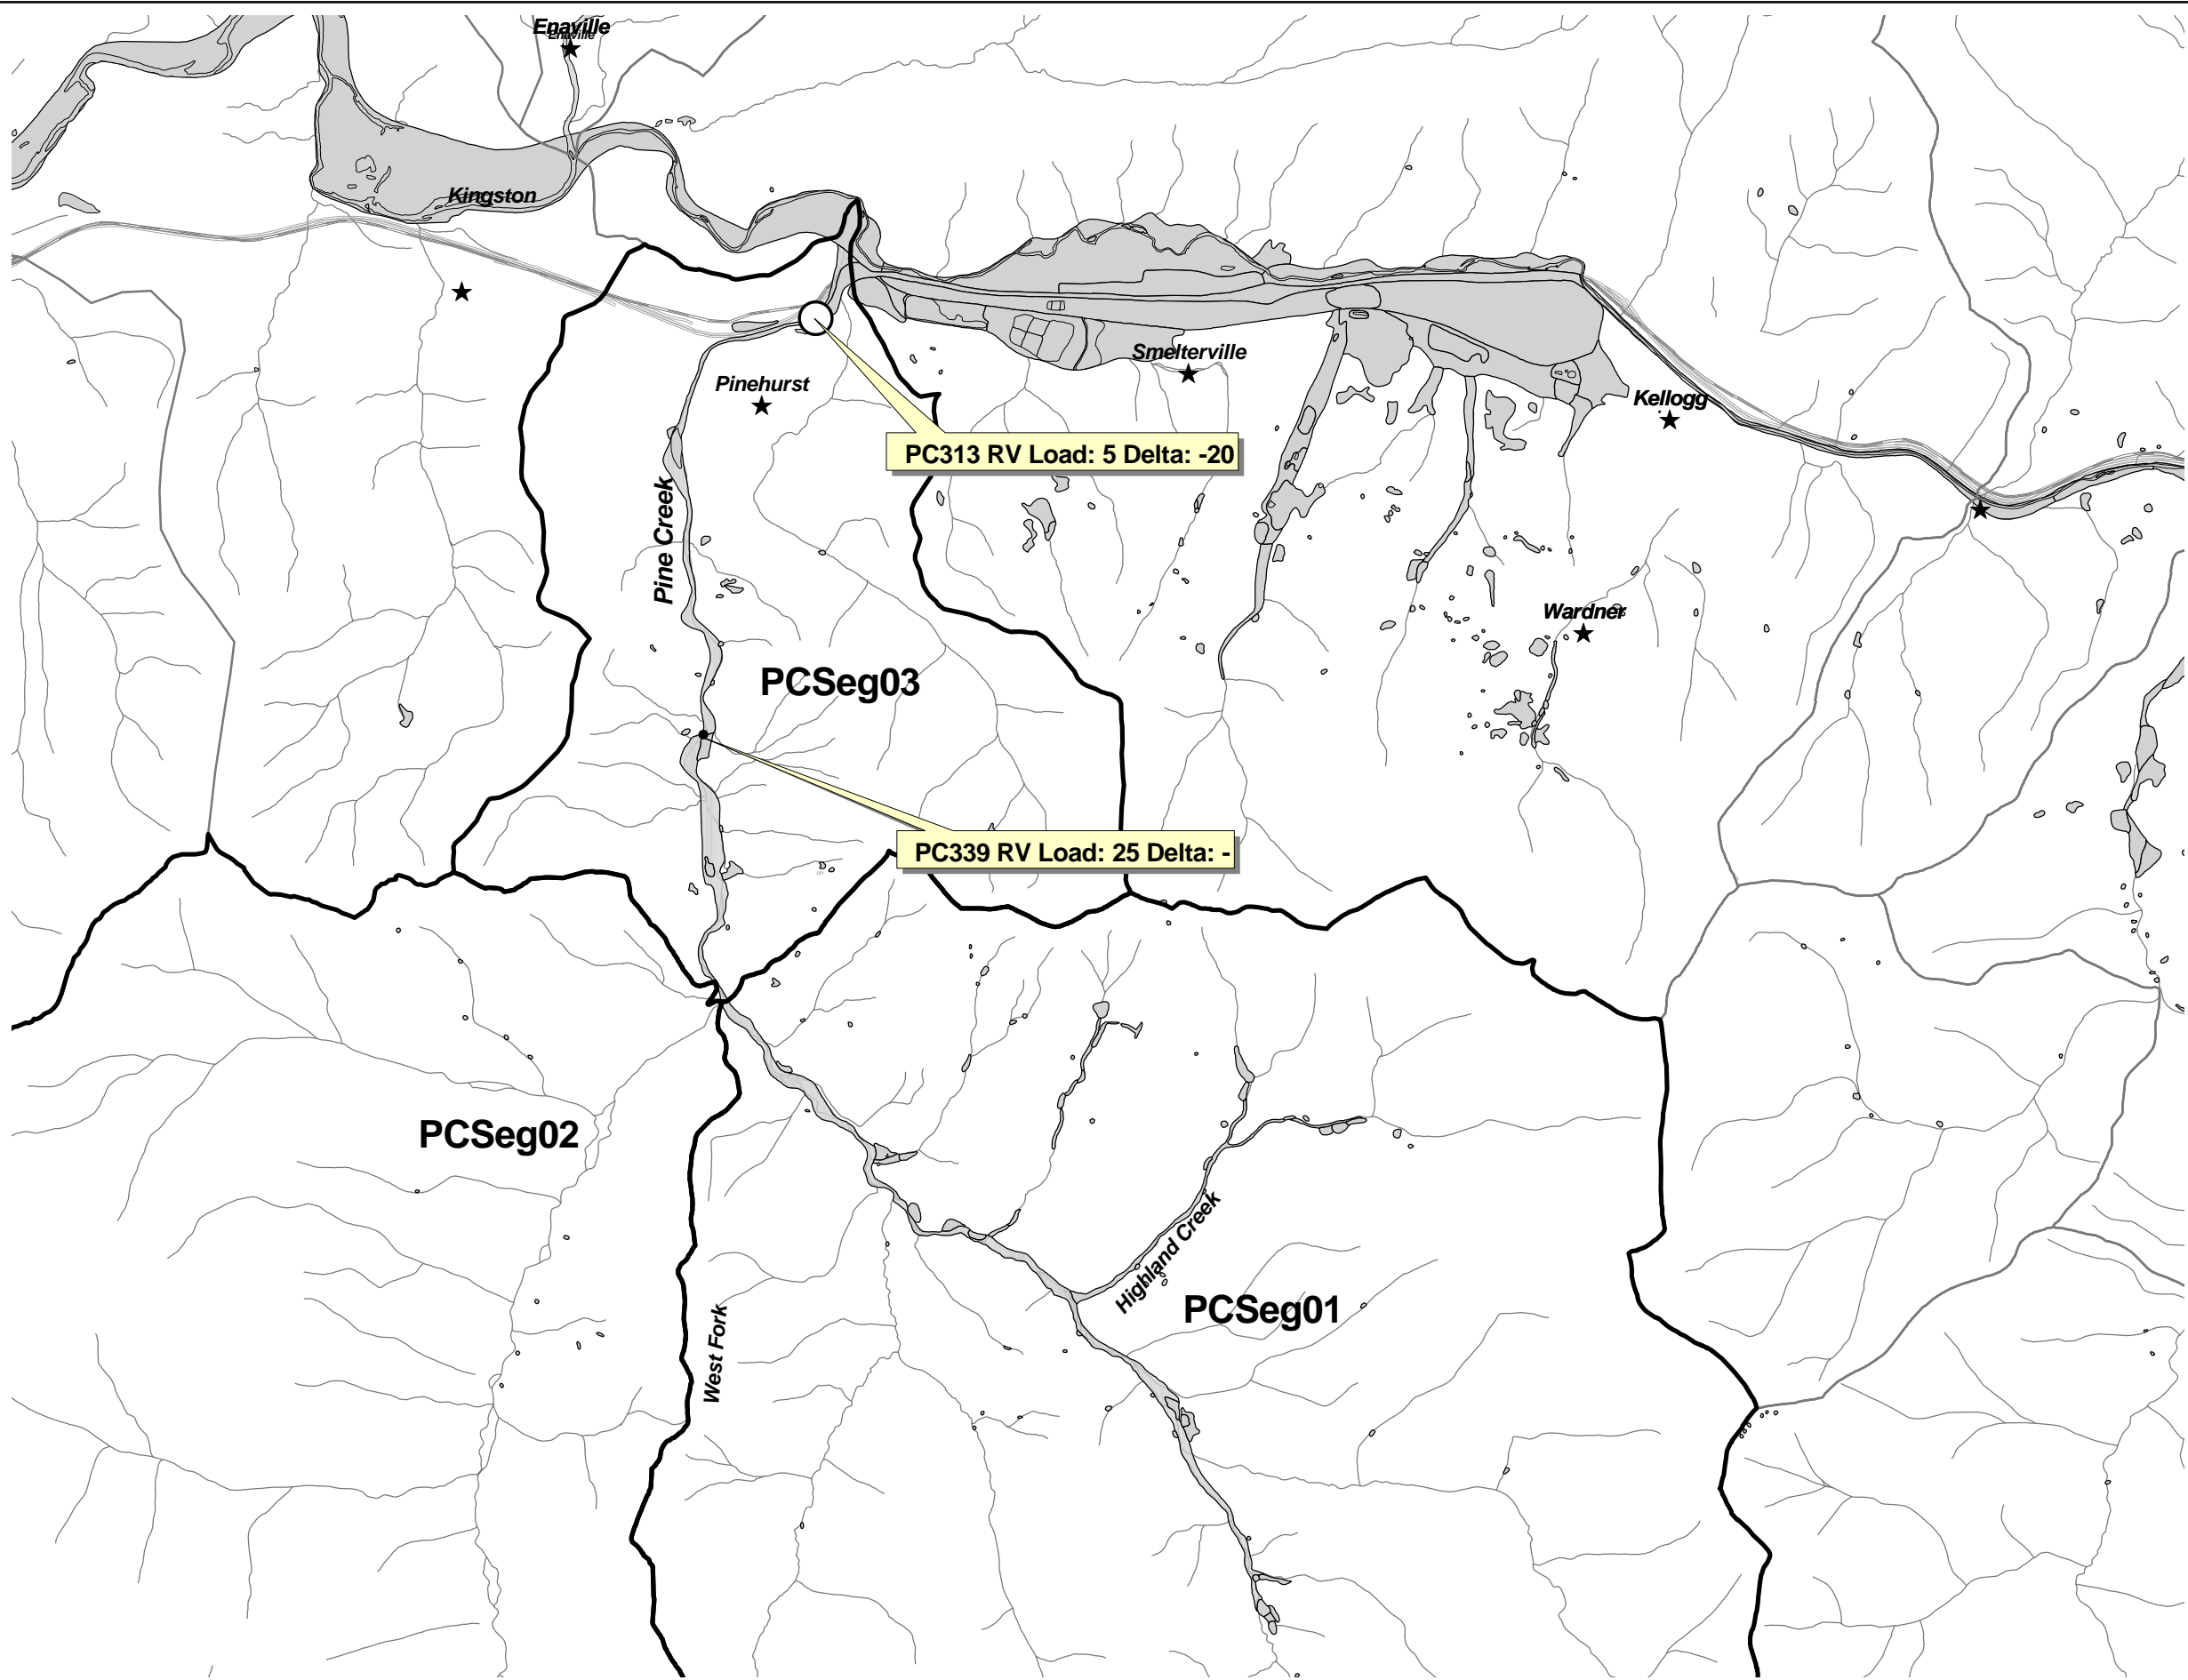 Enaville
Enaville
Kingston
Smelterville
Pinehurst
Kellogg
PC313 RV Load: 5 Delta: -20
Pine Creek
Wardner
PCSeg03
PC339 RV Load: 25 Delta: -
PCSeg02
Highland Creek
PCSeg01
West Fork